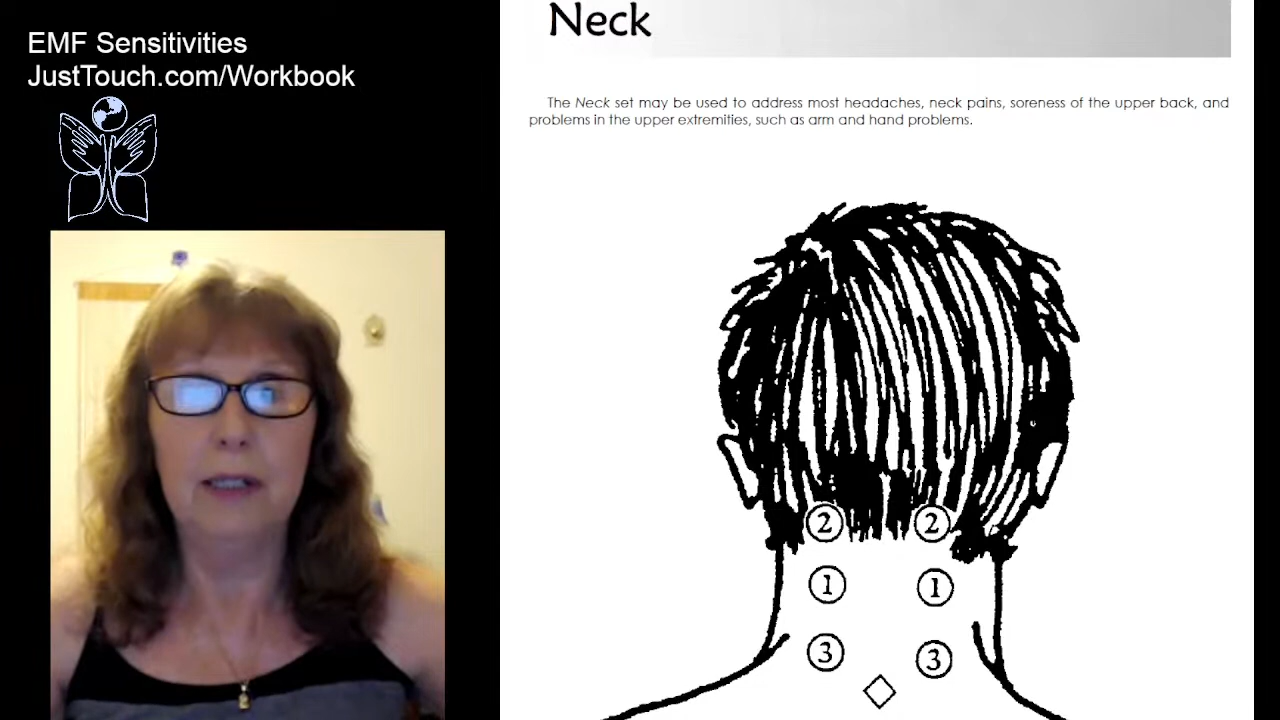 EMF Sensitivities
JustTouch.com/Workbook
Neck
The Neck set may be used to address most headaches, neck pains, soreness of the upper back, and
problems in the upper extremities, such as arm and hand problems.
2 2
1 1
3 3